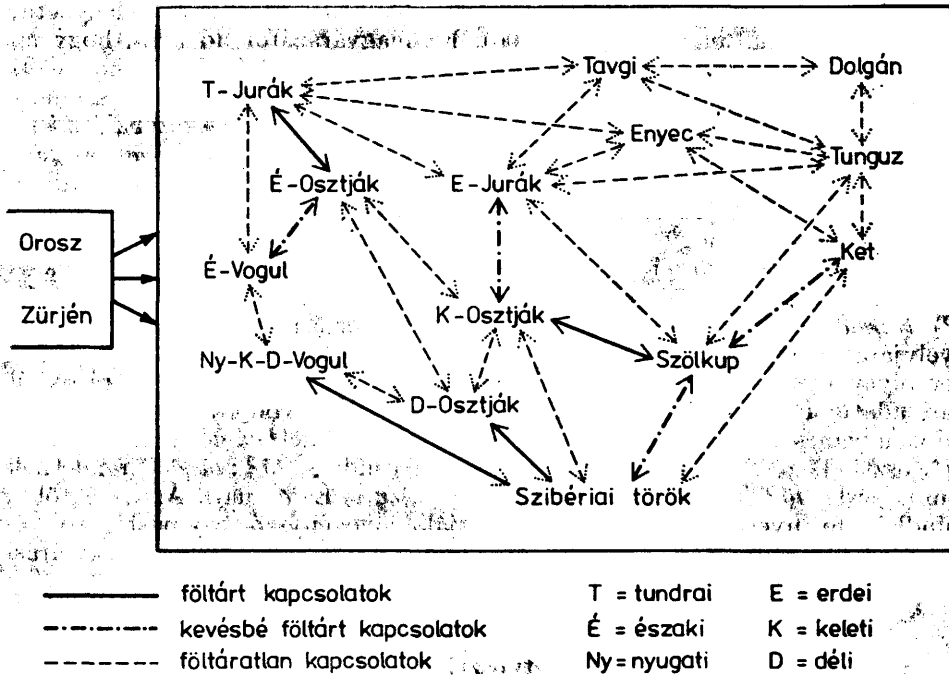 Tavgi Dolgán
T-Jurák
Enyec
Tunguz
É-Osztják E-Jurák
Orosz
É-Vogul Ket
Zürjén
K-Osztják
Ny-K-D-Vogul Szölkup
D-Osztják
Szibériai török
föltárt kapcsolatok T = tundrai E = erdei
kevésbé föltárt kapcsolatok É = északi K = keleti
föltáratlan kapcsolatok Ny = nyugati D = déli